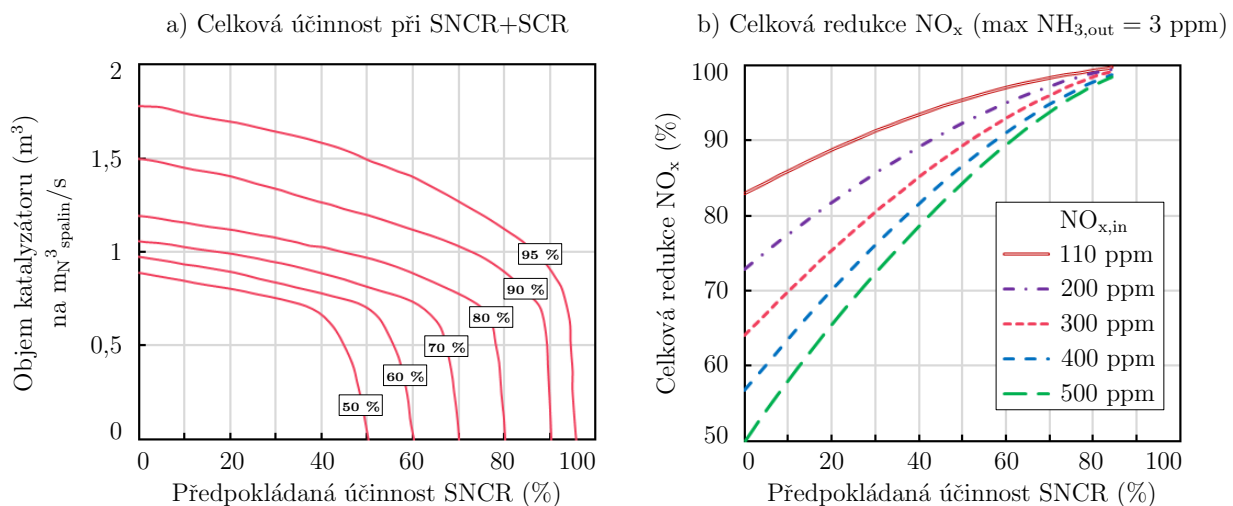 a) Celková účinnost při SNCR+SCR
Objem katalyzátoru (m³)
na m_N³_spalin/s
2
1,5
1
0,5
0
0 20 40 60 80 100
95 %
90 %
80 %
70 %
60 %
50 %
Předpokládaná účinnost SNCR (%)
b) Celková redukce NOₓ (max NH₃,out = 3 ppm)
Celková redukce NOₓ (%)
100
90
80
70
60
50
0 20 40 60 80 100
NOₓ,in
110 ppm
200 ppm
300 ppm
400 ppm
500 ppm
Předpokládaná účinnost SNCR (%)